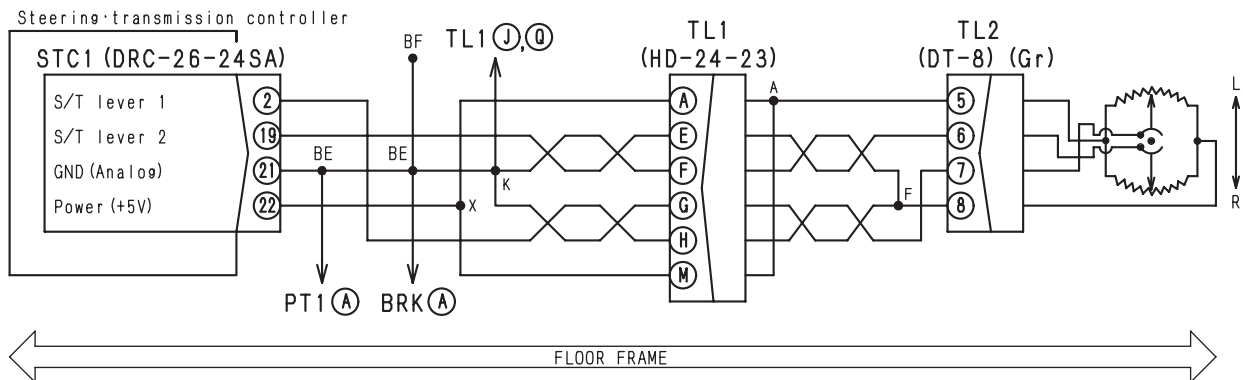 Steering·transmission controller
STC1 (DRC-26-24SA)
S/T lever 1
2
S/T lever 2
19
GND (Analog)
21
Power (+5V)
22
BF
TL1 J, Q
BE
BE
K
X
PT1 A
BRK A
TL1
(HD-24-23)
A
E
F
G
H
M
A
F
TL2
(DT-8) (Gr)
5
6
7
8
L
R
FLOOR FRAME